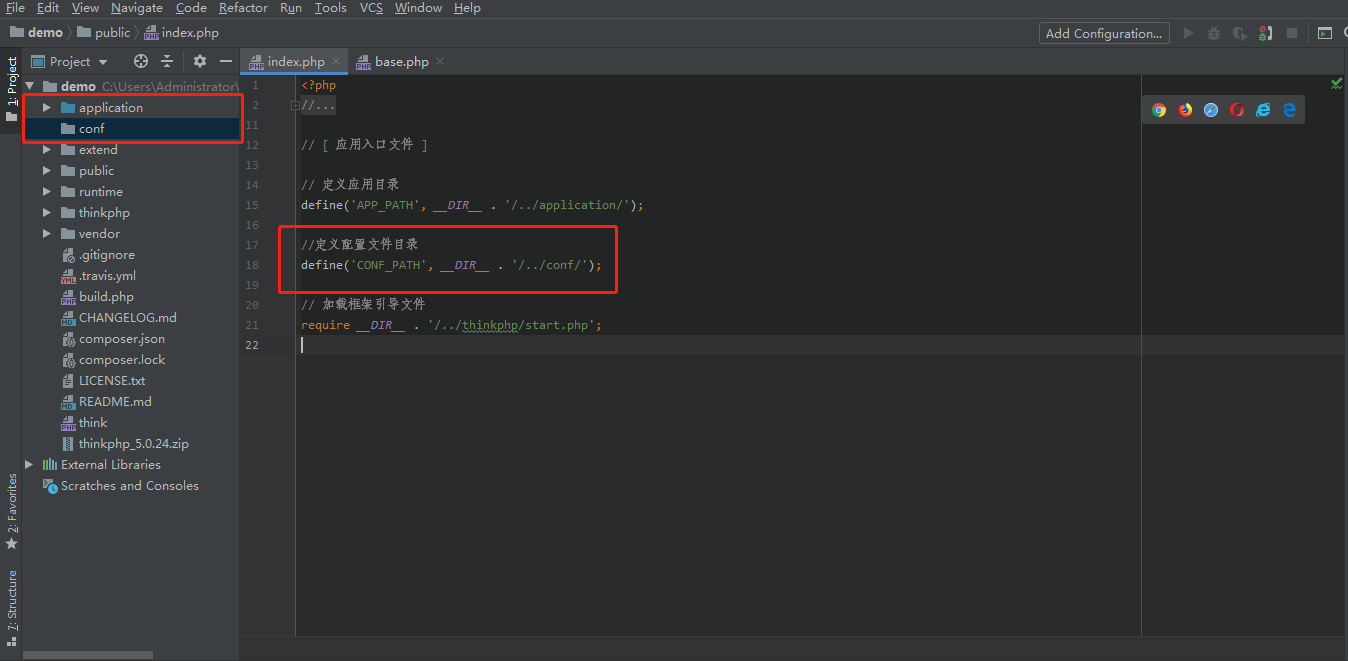 File Edit View Navigate Code Refactor Run Tools VCS Window Help
demo public index.php Add Configuration...
1: Project
Project
index.php base.php
demo C:\Users\Administrator\
application
conf
extend
public
runtime
thinkphp
vendor
.gitignore
.travis.yml
build.php
CHANGELOG.md
composer.json
composer.lock
LICENSE.txt
README.md
think
thinkphp_5.0.24.zip
External Libraries
Scratches and Consoles
2: Favorites
7: Structure
1 <?php
2 //...
11
12 // [ 应用入口文件 ]
13
14 // 定义应用目录
15 define('APP_PATH', __DIR__ . '/../application/');
16
17 //定义配置文件目录
18 define('CONF_PATH', __DIR__ . '/../conf/');
19
20 // 加载框架引导文件
21 require __DIR__ . '/../thinkphp/start.php';
22